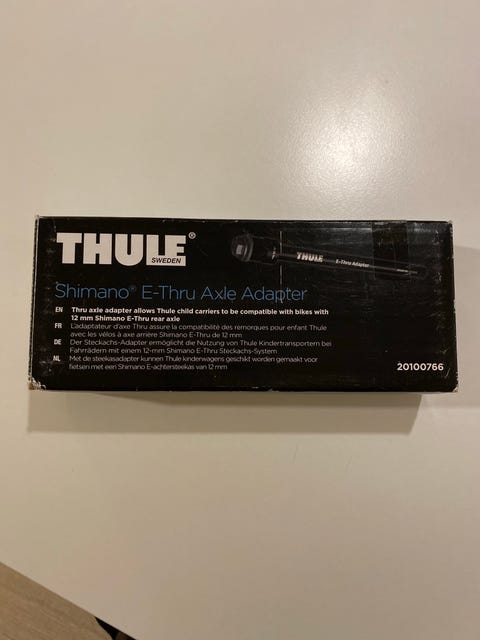 THULE®
SWEDEN
THULE E-Thru Adapter
Shimano® E-Thru Axle Adapter
EN Thru axle adapter allows Thule child carriers to be compatible with bikes with
12 mm Shimano E-Thru rear axle
FR L'adaptateur d'axe Thru assure la compatibilité des remorques pour enfant Thule
avec les vélos à axe arrière Shimano E-Thru de 12 mm
DE Der Steckachs-Adapter ermöglicht die Nutzung von Thule Kindertransportern bei
Fahrrädern mit einem 12-mm Shimano E-Thru Steckachs-System
NL Met de steekasadapter kunnen Thule kinderwagens geschikt worden gemaakt voor
fietsen met een Shimano E-achtersteekas van 12 mm
20100766